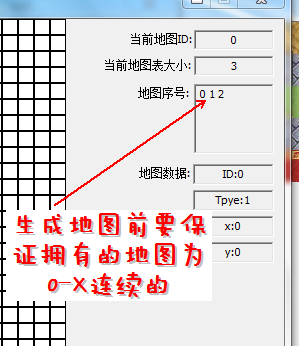 当前地图ID: 0
当前地图表大小: 3
地图序号: 0 1 2
地图数据: ID:0
Tpye:1
x:0
y:0
生成地图前要保
证拥有的地图为
0-X连续的